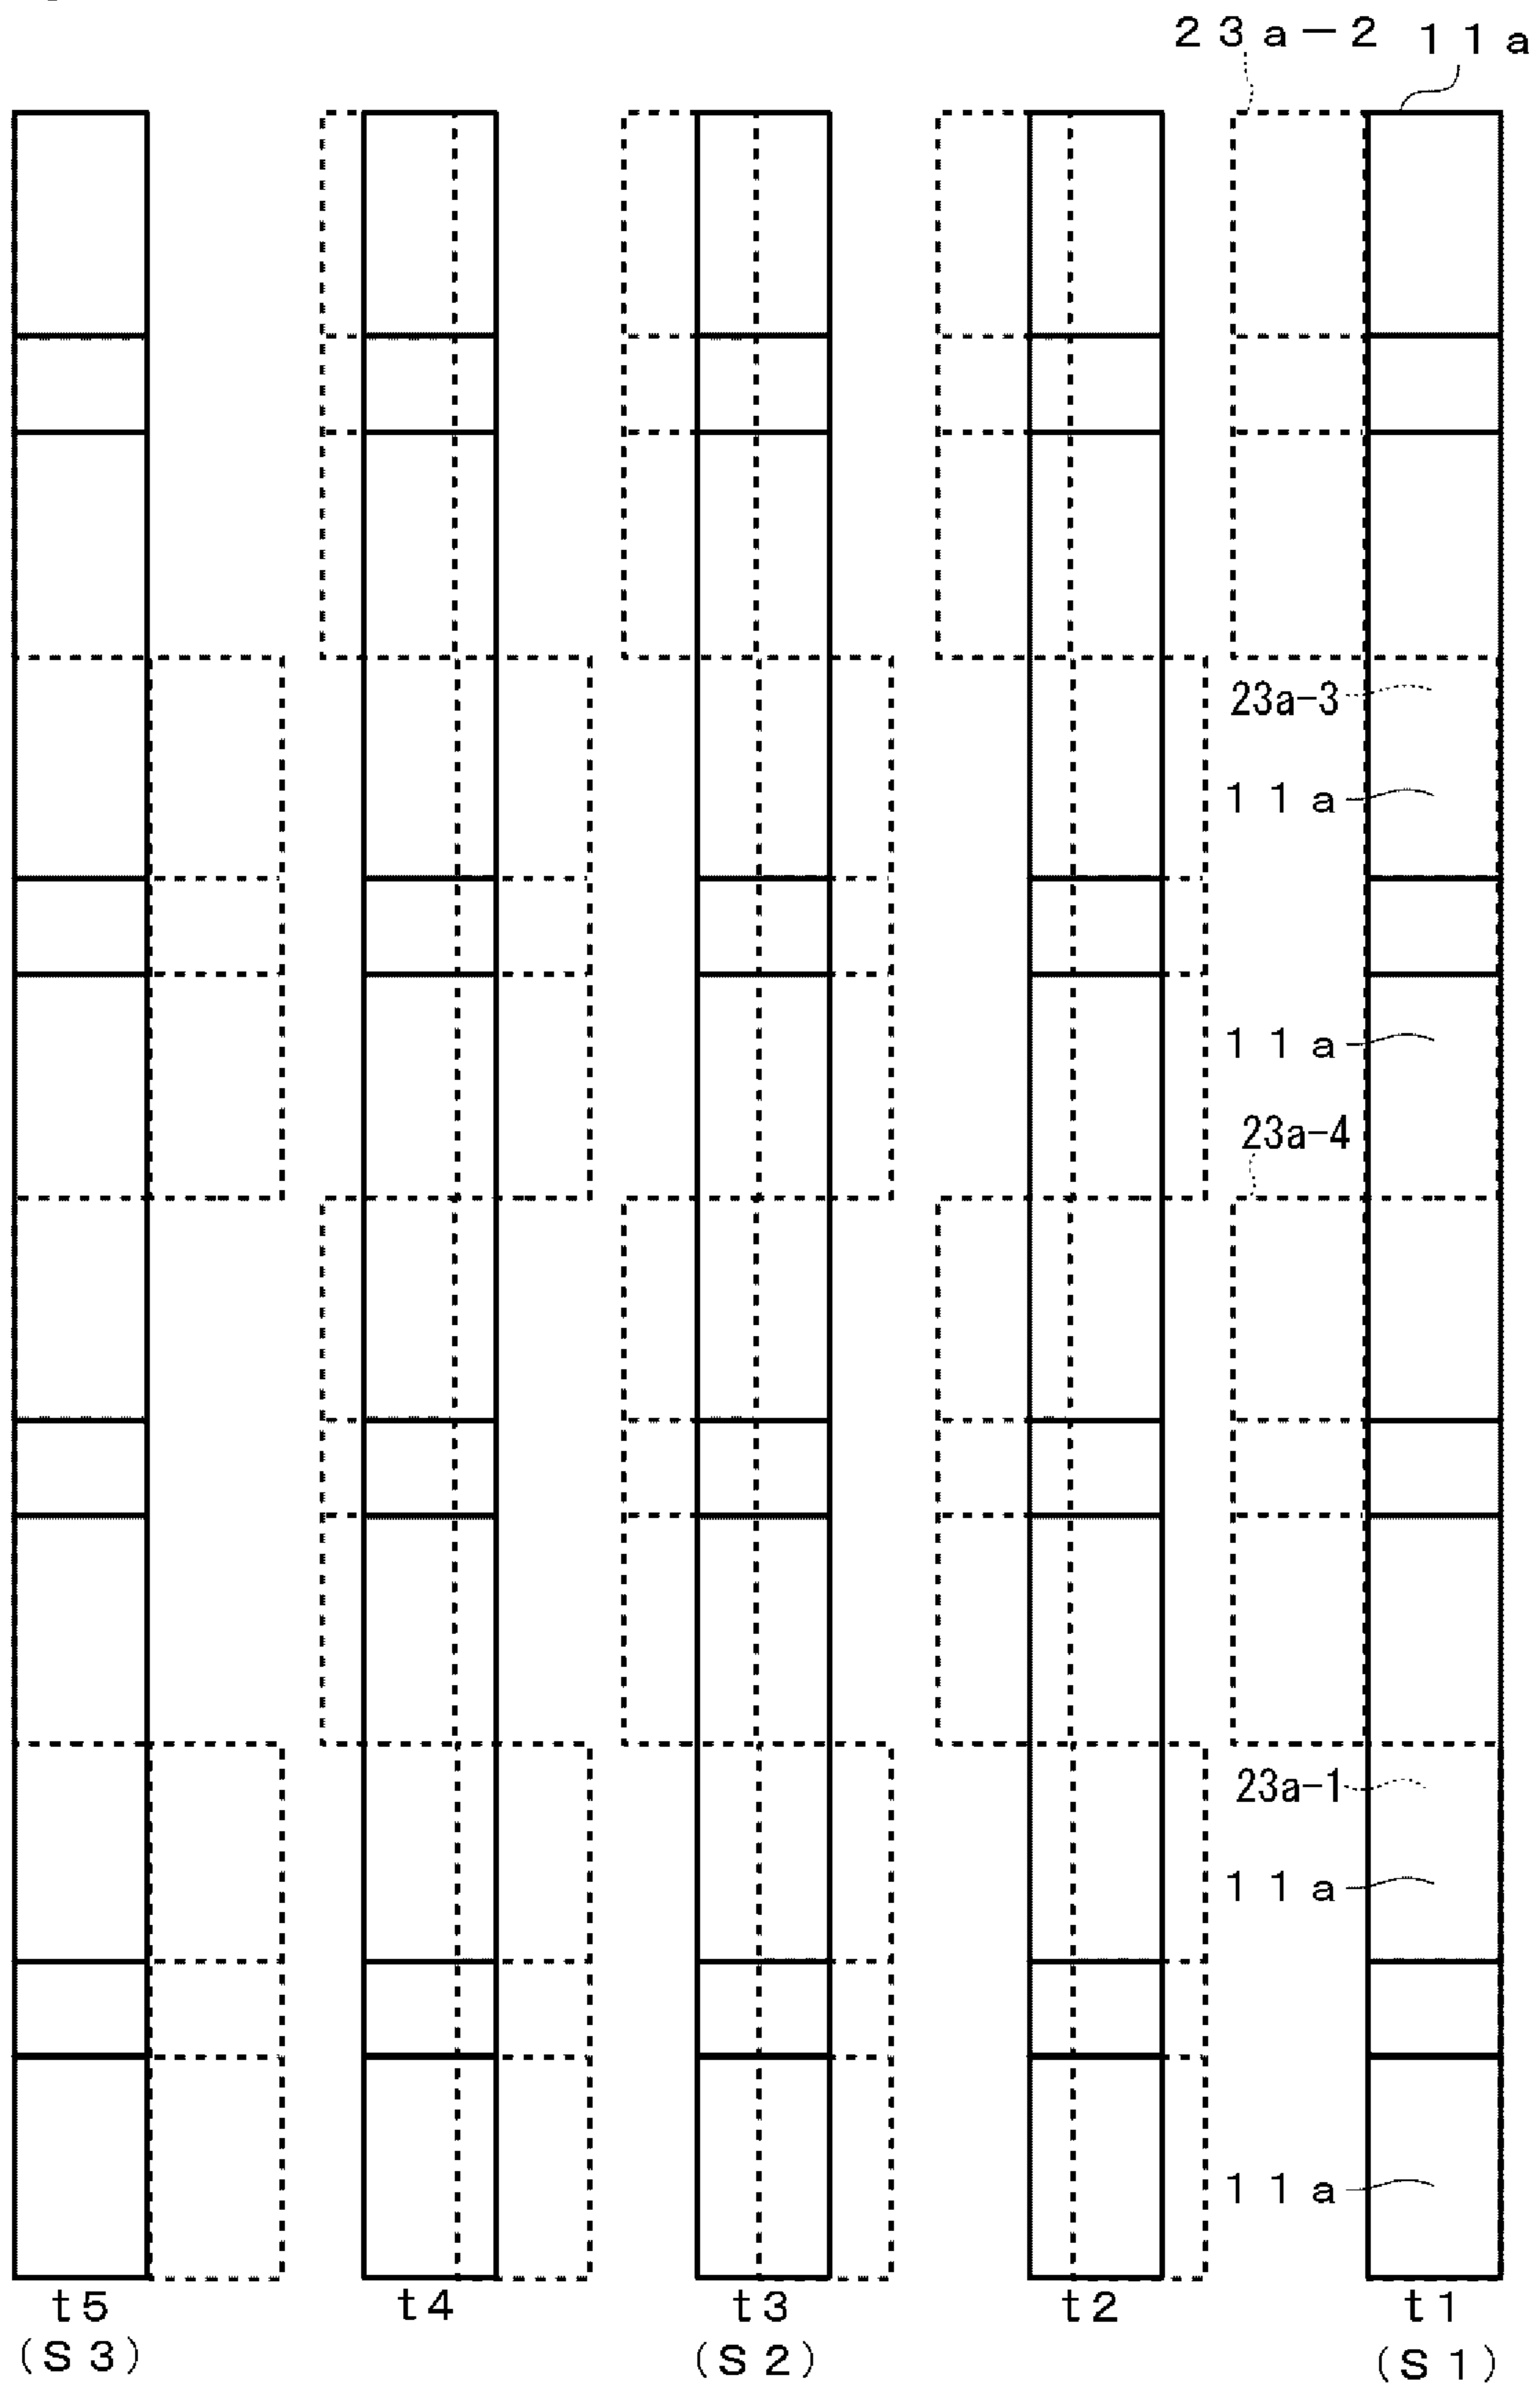 23a-2 11a
23a-3
11a
11a
23a-4
23a-1
11a
11a
t5 t4 t3 t2 t1
(S3) (S2) (S1)